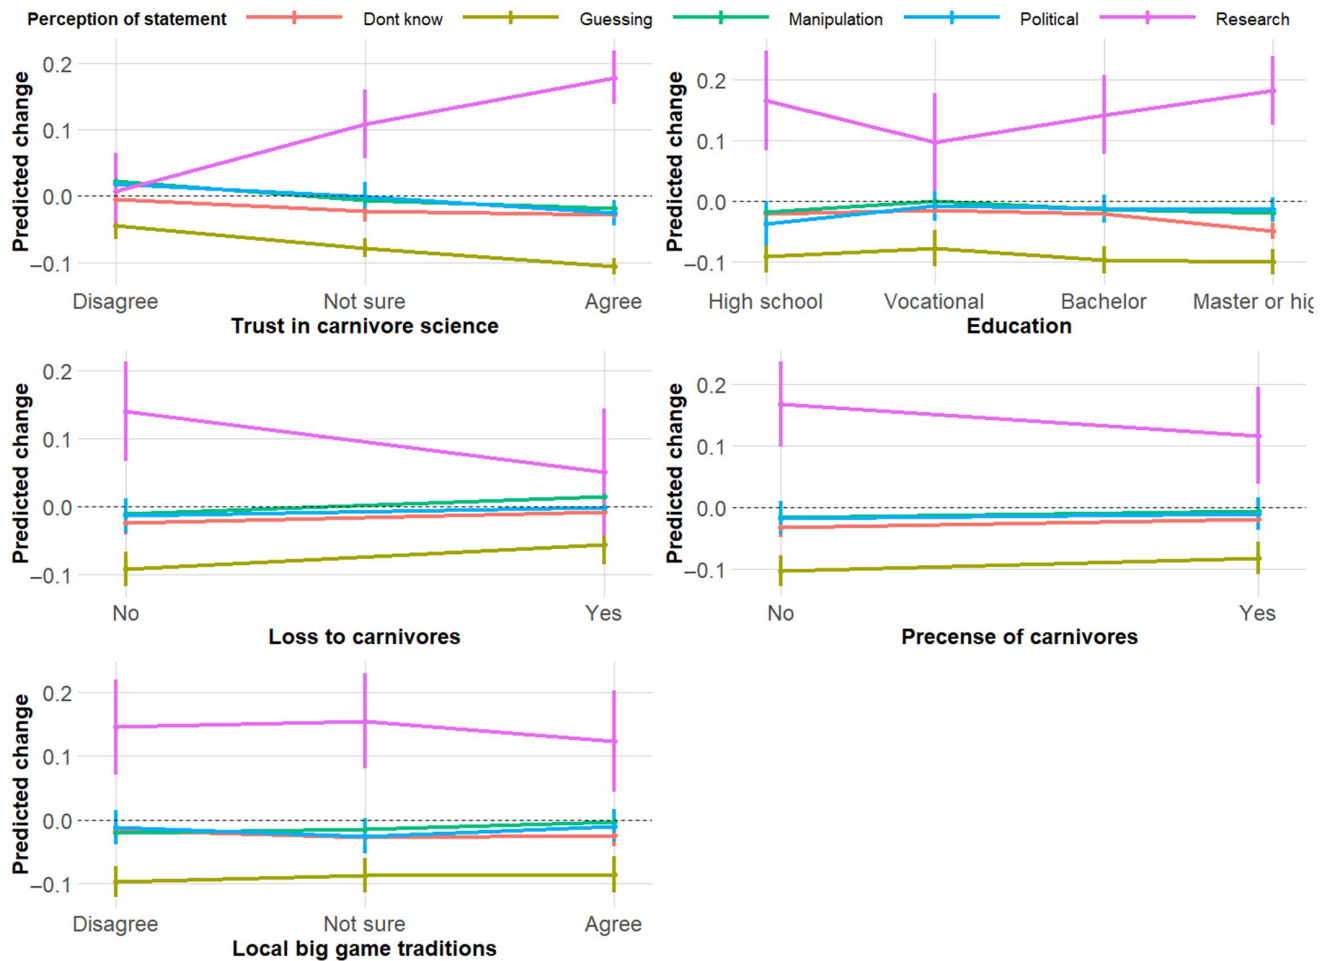 Perception of statement Dont know Guessing Manipulation Political Research
Predicted change
0.2
0.1
0.0
−0.1
Disagree Not sure Agree
Trust in carnivore science
Predicted change
0.2
0.1
0.0
−0.1
High school Vocational Bachelor Master or hig
Education
Predicted change
0.2
0.1
0.0
−0.1
No Yes
Loss to carnivores
Predicted change
0.2
0.1
0.0
−0.1
No Yes
Precense of carnivores
Predicted change
0.2
0.1
0.0
−0.1
Disagree Not sure Agree
Local big game traditions